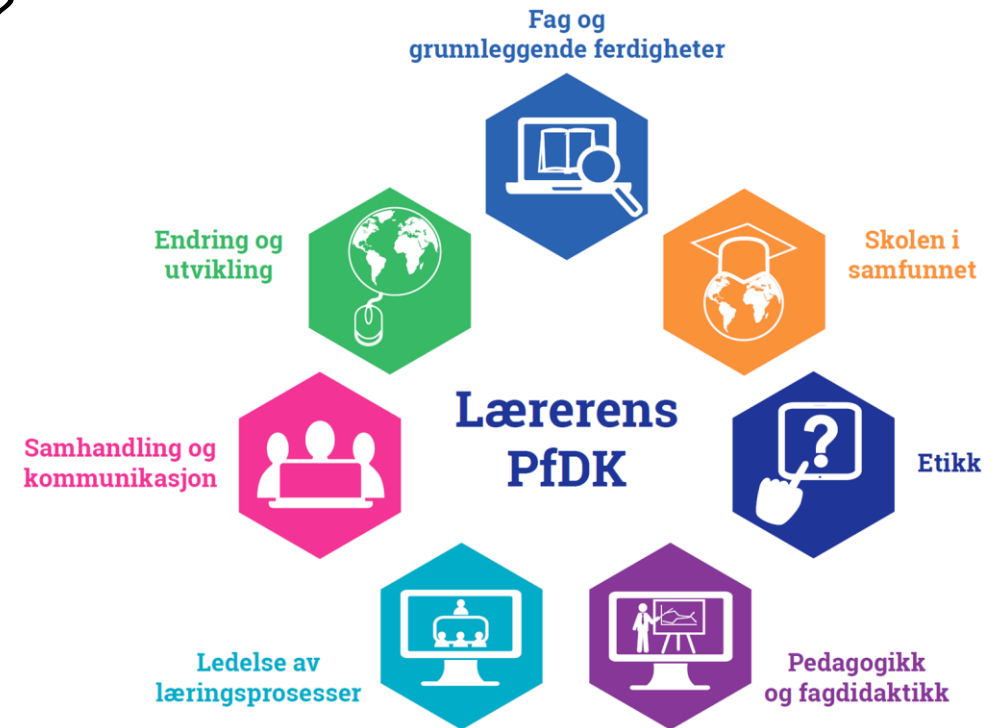 Fag og
grunnleggende ferdigheter
Endring og
utvikling
Skolen i
samfunnet
Lærerens
PfDK
Samhandling og
kommunikasjon
?
Etikk
Ledelse av
læringsprosesser
Pedagogikk
og fagdidaktikk